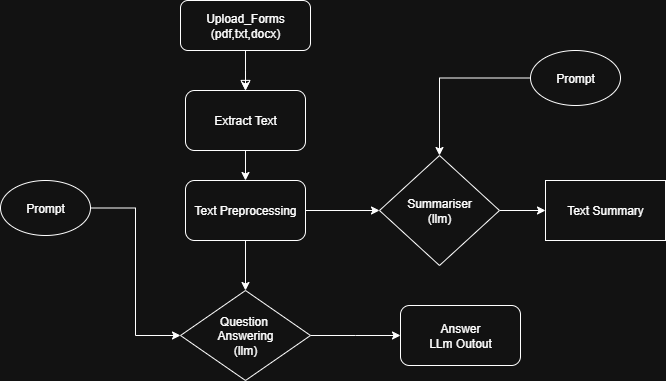 Upload_Forms
(pdf,txt,docx)
Prompt
Extract Text
Prompt
Text Preprocessing
Summariser
(llm)
Text Summary
Question
Answering
(llm)
Answer
LLm Outout